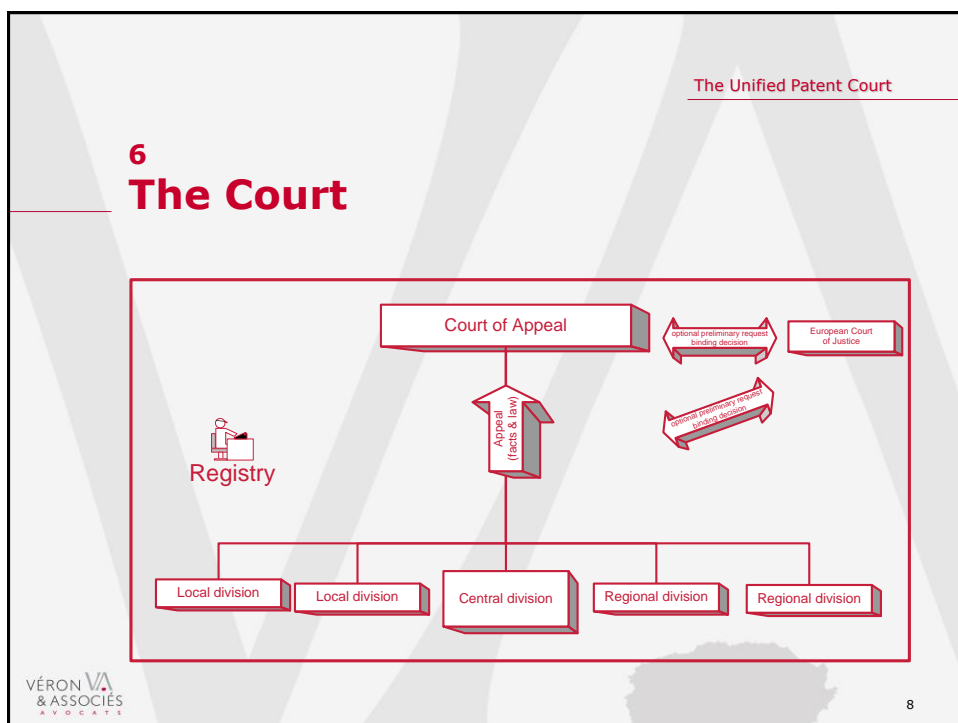 The Unified Patent Court
6
The Court
Court of Appeal
optional preliminary request
binding decision
European Court
of Justice
optional preliminary request
binding decision
Appeal
(facts & law)
Registry
Local division
Local division
Central division
Regional division
Regional division
VÉRON VA
& ASSOCIÉS
AVOCATS
8